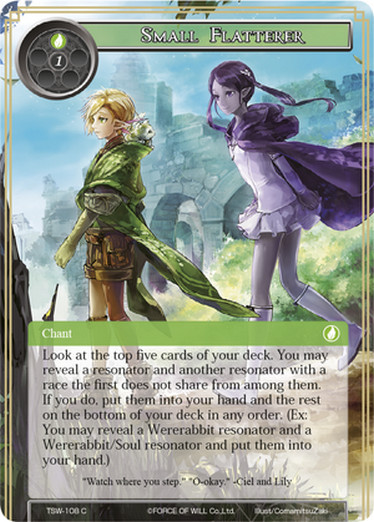 Small Flatterer
1
Chant
Look at the top five cards of your deck. You may
reveal a resonator and another resonator with a
race the first does not share from among them.
If you do, put them into your hand and the rest
on the bottom of your deck in any order. (Ex:
You may reveal a Wererabbit resonator and a
Wererabbit/Soul resonator and put them into
your hand.)
"Watch where you step." "O-okay." -Ciel and Lily
TSW-108 C ©FORCE OF WILL Co.,Ltd. Illust/ComamitsuZaki